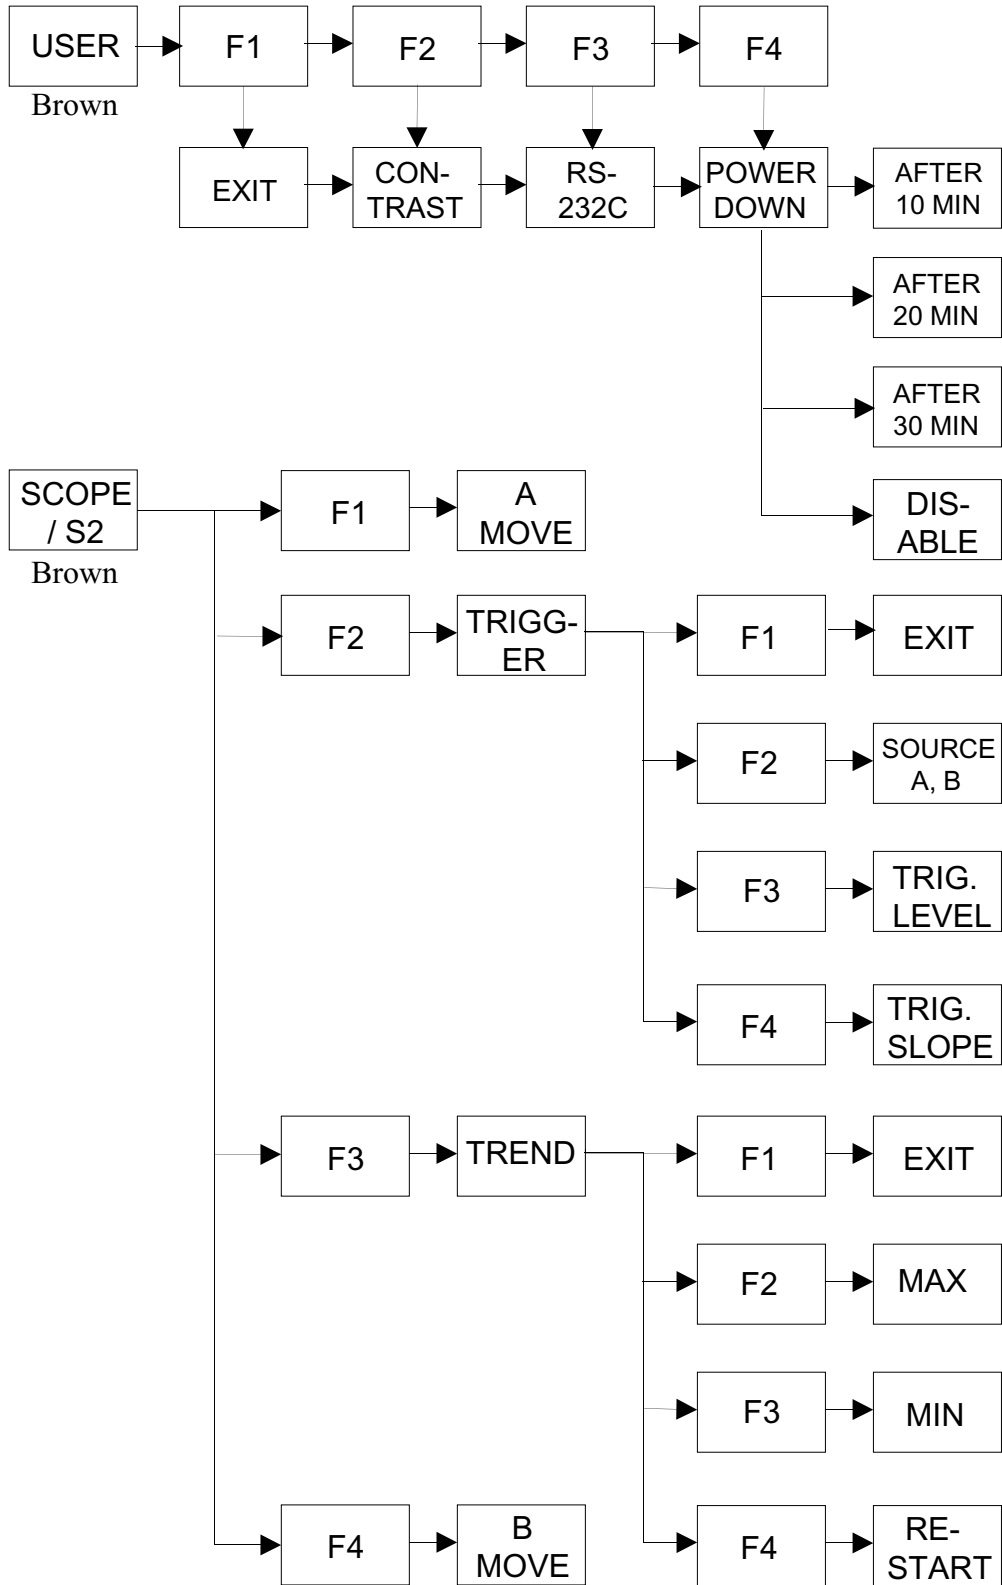 USER
F1
F2
F3
F4
Brown
EXIT
CON-
TRAST
RS-
232C
POWER
DOWN
AFTER
10 MIN
AFTER
20 MIN
AFTER
30 MIN
DIS-
ABLE
SCOPE
/ S2
Brown
F1
A
MOVE
F2
TRIGG-
ER
F1
EXIT
F2
SOURCE
A, B
F3
TRIG.
LEVEL
F4
TRIG.
SLOPE
F3
TREND
F1
EXIT
F2
MAX
F3
MIN
F4
B
MOVE
F4
RE-
START